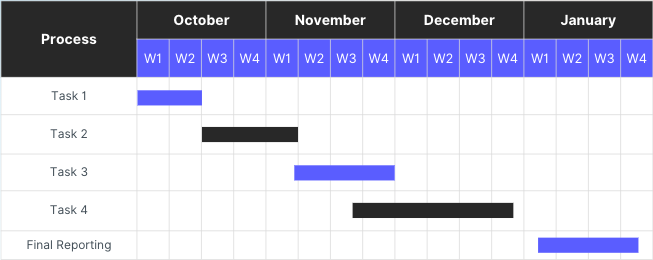 Process October November December January
W1 W2 W3 W4 W1 W2 W3 W4 W1 W2 W3 W4 W1 W2 W3 W4
Task 1
Task 2
Task 3
Task 4
Final Reporting